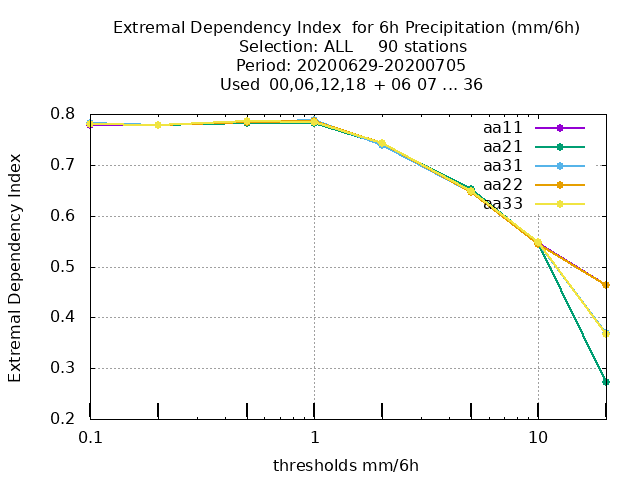 Extremal Dependency Index  for 6h Precipitation (mm/6h)
Selection: ALL     90 stations
Period: 20200629-20200705
Used  00,06,12,18  + 06 07 ... 36
aa11
aa21
aa31
aa22
aa33
0.8
0.7
0.6
0.5
0.4
0.3
0.2
Extremal Dependency Index
0.1
1
10
thresholds mm/6h